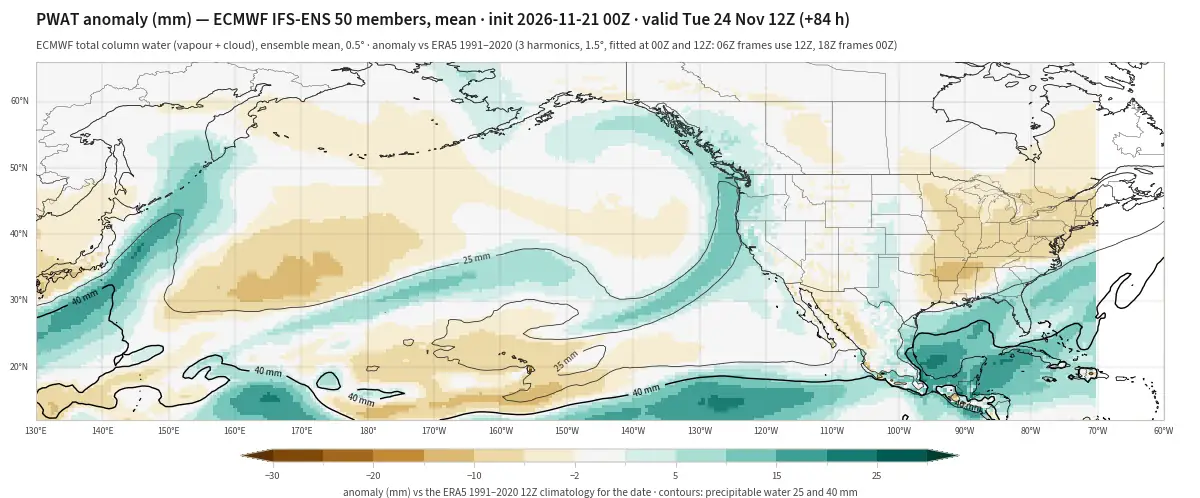 PWAT anomaly (mm) — ECMWF IFS-ENS 50 members, mean · init 2026-11-21 00Z · valid Tue 24 Nov 12Z (+84 h)
ECMWF total column water (vapour + cloud), ensemble mean, 0.5° · anomaly vs ERA5 1991–2020 (3 harmonics, 1.5°, fitted at 00Z and 12Z: 06Z frames use 12Z, 18Z frames 00Z)
60°N
50°N
40°N
25 mm
40 mm
30°N
25 mm
20°N
40 mm
40 mm
40 mm
40 mm
130°E 140°E 150°E 160°E 170°E 180° 170°W 160°W 150°W 140°W 130°W 120°W 110°W 100°W 90°W 80°W 70°W 60°W
−30 −20 −10 −2 5 15 25
anomaly (mm) vs the ERA5 1991–2020 12Z climatology for the date · contours: precipitable water 25 and 40 mm